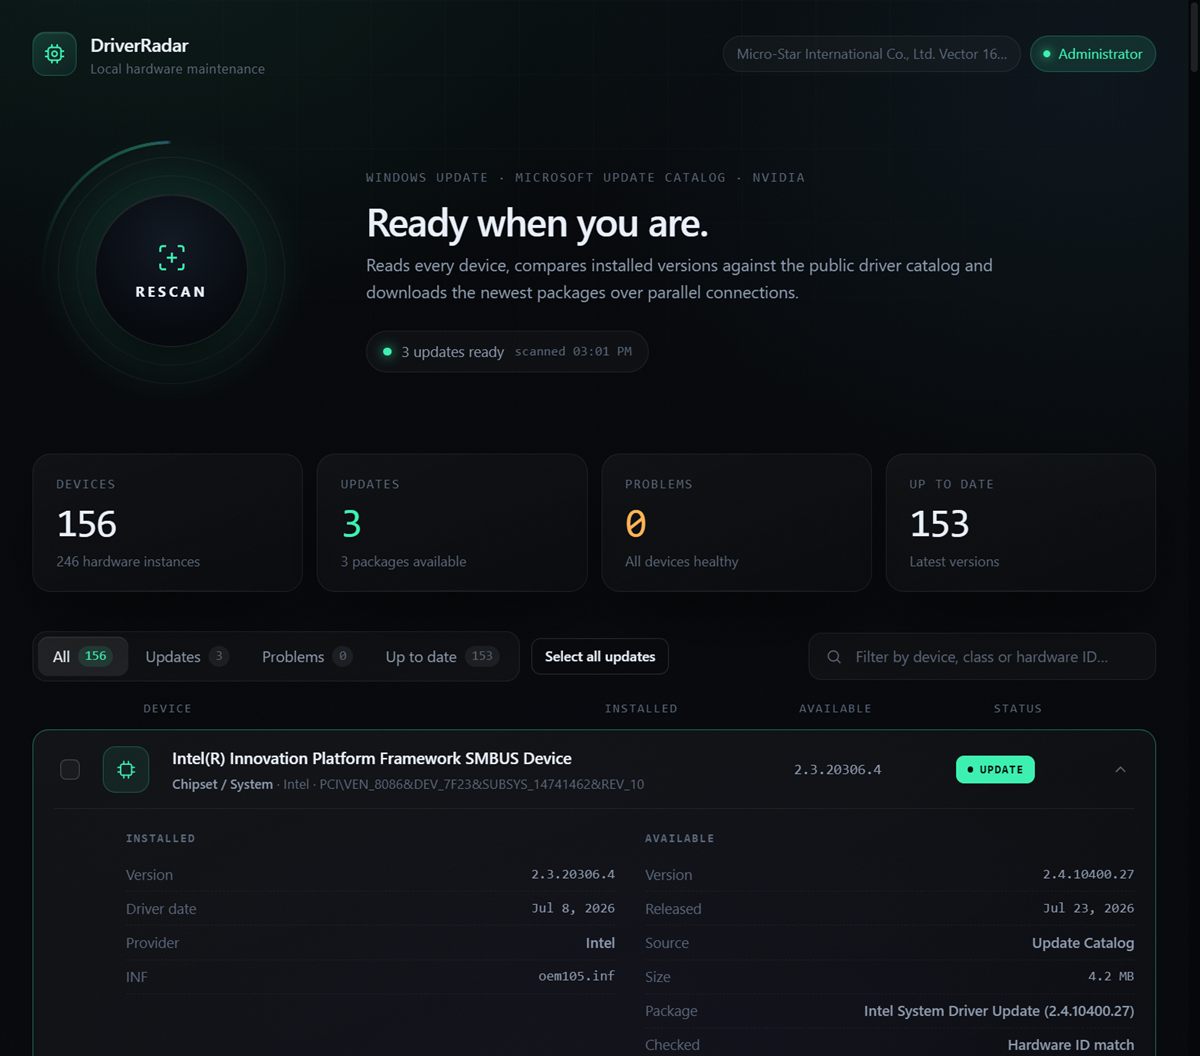 DriverRadar
Local hardware maintenance
Micro-Star International Co., Ltd. Vector 16...
Administrator
RESCAN
WINDOWS UPDATE · MICROSOFT UPDATE CATALOG · NVIDIA
Ready when you are.
Reads every device, compares installed versions against the public driver catalog and
downloads the newest packages over parallel connections.
3 updates ready scanned 03:01 PM
DEVICES
156
246 hardware instances
UPDATES
3
3 packages available
PROBLEMS
0
All devices healthy
UP TO DATE
153
Latest versions
All 156 Updates 3 Problems 0 Up to date 153 Select all updates Filter by device, class or hardware ID...
DEVICE INSTALLED AVAILABLE STATUS
Intel(R) Innovation Platform Framework SMBUS Device
Chipset / System · Intel · PCI\VEN_8086&DEV_7F23&SUBSYS_14741462&REV_10
2.3.20306.4
UPDATE
INSTALLED
Version 2.3.20306.4
Driver date Jul 8, 2026
Provider Intel
INF oem105.inf
AVAILABLE
Version 2.4.10400.27
Released Jul 23, 2026
Source Update Catalog
Size 4.2 MB
Package Intel System Driver Update (2.4.10400.27)
Checked Hardware ID match